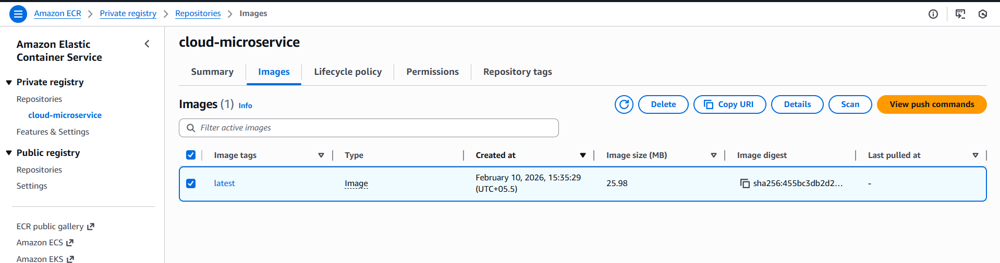 Amazon ECR > Private registry > Repositories > Images
Amazon Elastic
Container Service
Private registry
Repositories
cloud-microservice
Features & Settings
Public registry
Repositories
Settings
ECR public gallery
Amazon ECS
Amazon EKS
cloud-microservice
Summary Images Lifecycle policy Permissions Repository tags
Images (1) Info
Delete Copy URI Details Scan View push commands
Filter active images
Image tags Type Created at Image size (MB) Image digest Last pulled at
latest Image February 10, 2026, 15:35:29 (UTC+05.5) 25.98 sha256:455bc3db2d2... -